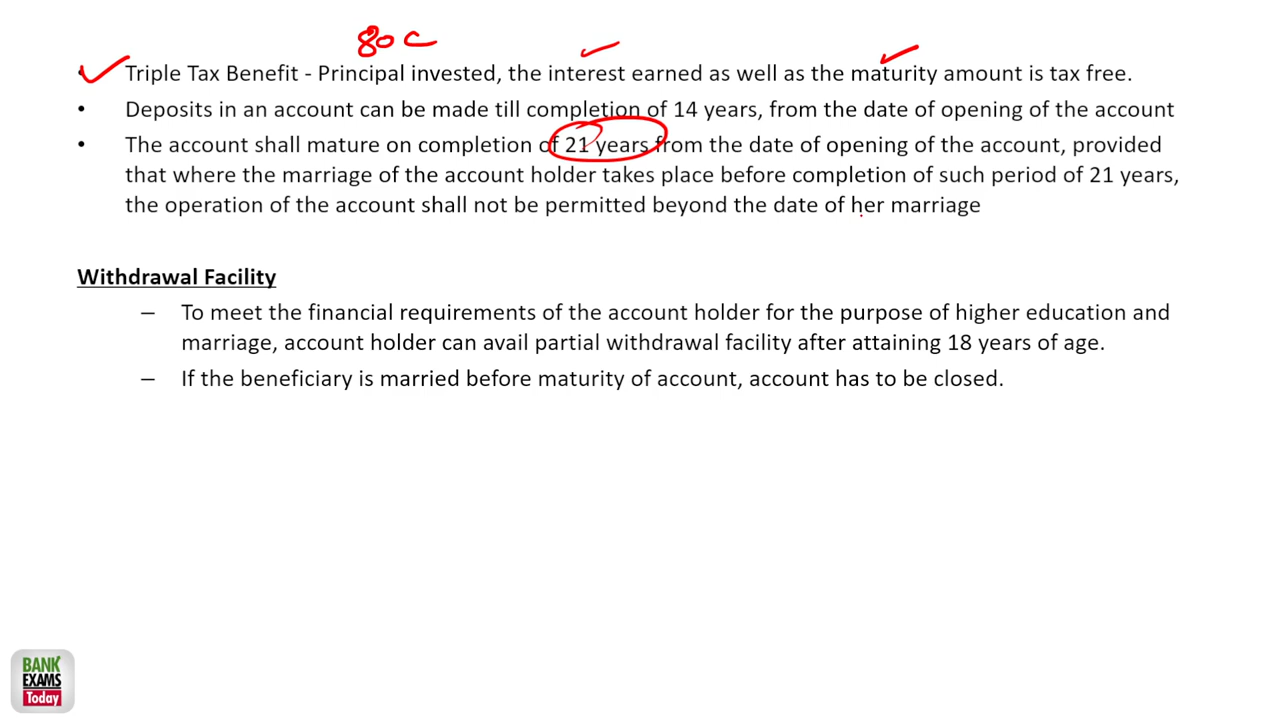 80 C
• Triple Tax Benefit - Principal invested, the interest earned as well as the maturity amount is tax free.
• Deposits in an account can be made till completion of 14 years, from the date of opening of the account
• The account shall mature on completion of 21 years from the date of opening of the account, provided
that where the marriage of the account holder takes place before completion of such period of 21 years,
the operation of the account shall not be permitted beyond the date of her marriage
Withdrawal Facility
– To meet the financial requirements of the account holder for the purpose of higher education and
marriage, account holder can avail partial withdrawal facility after attaining 18 years of age.
– If the beneficiary is married before maturity of account, account has to be closed.
BANK
EXAMS
Today